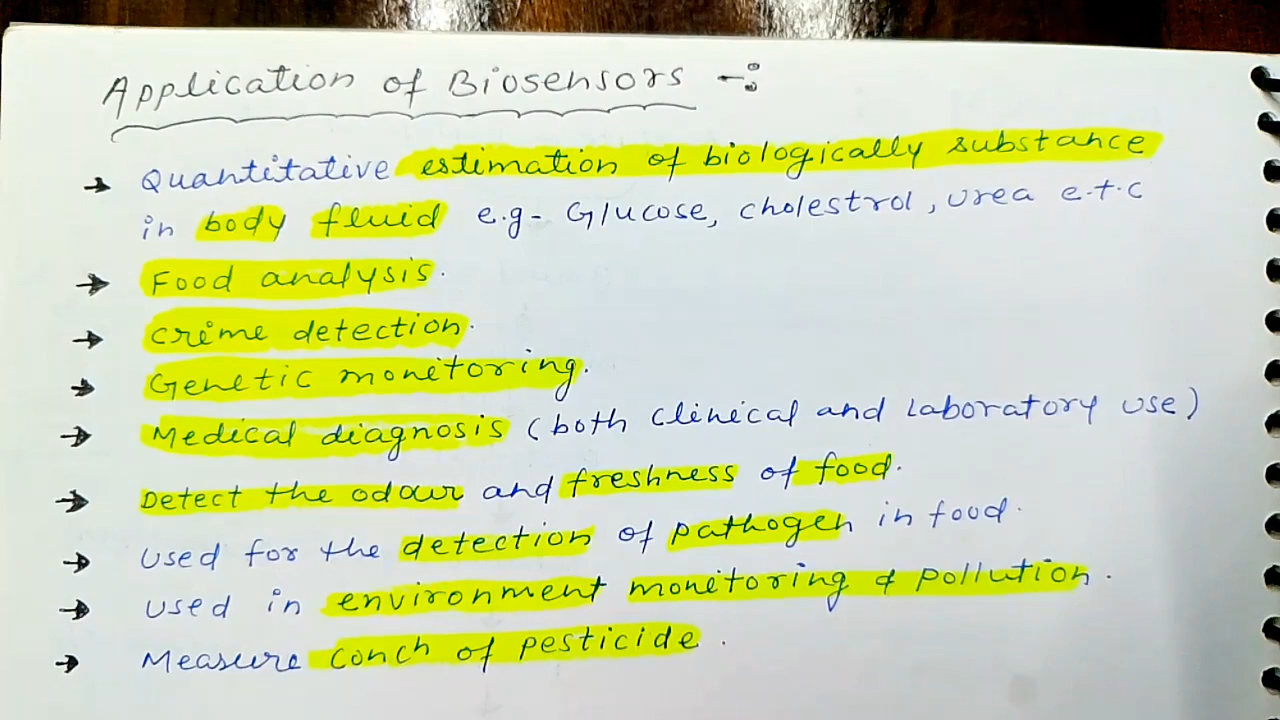 Application of Biosensors -:
→ Quantitative estimation of biologically substance
in body fluid e.g- Glucose, cholestrol, urea e.t.c
→ Food analysis.
→ crime detection.
→ Genetic monitoring.
→ Medical diagnosis (both clinical and Laboratory use)
→ Detect the odour and freshness of food.
→ Used for the detection of pathogen in food.
→ Used in environment monitoring & pollution.
→ Measure conch of pesticide.